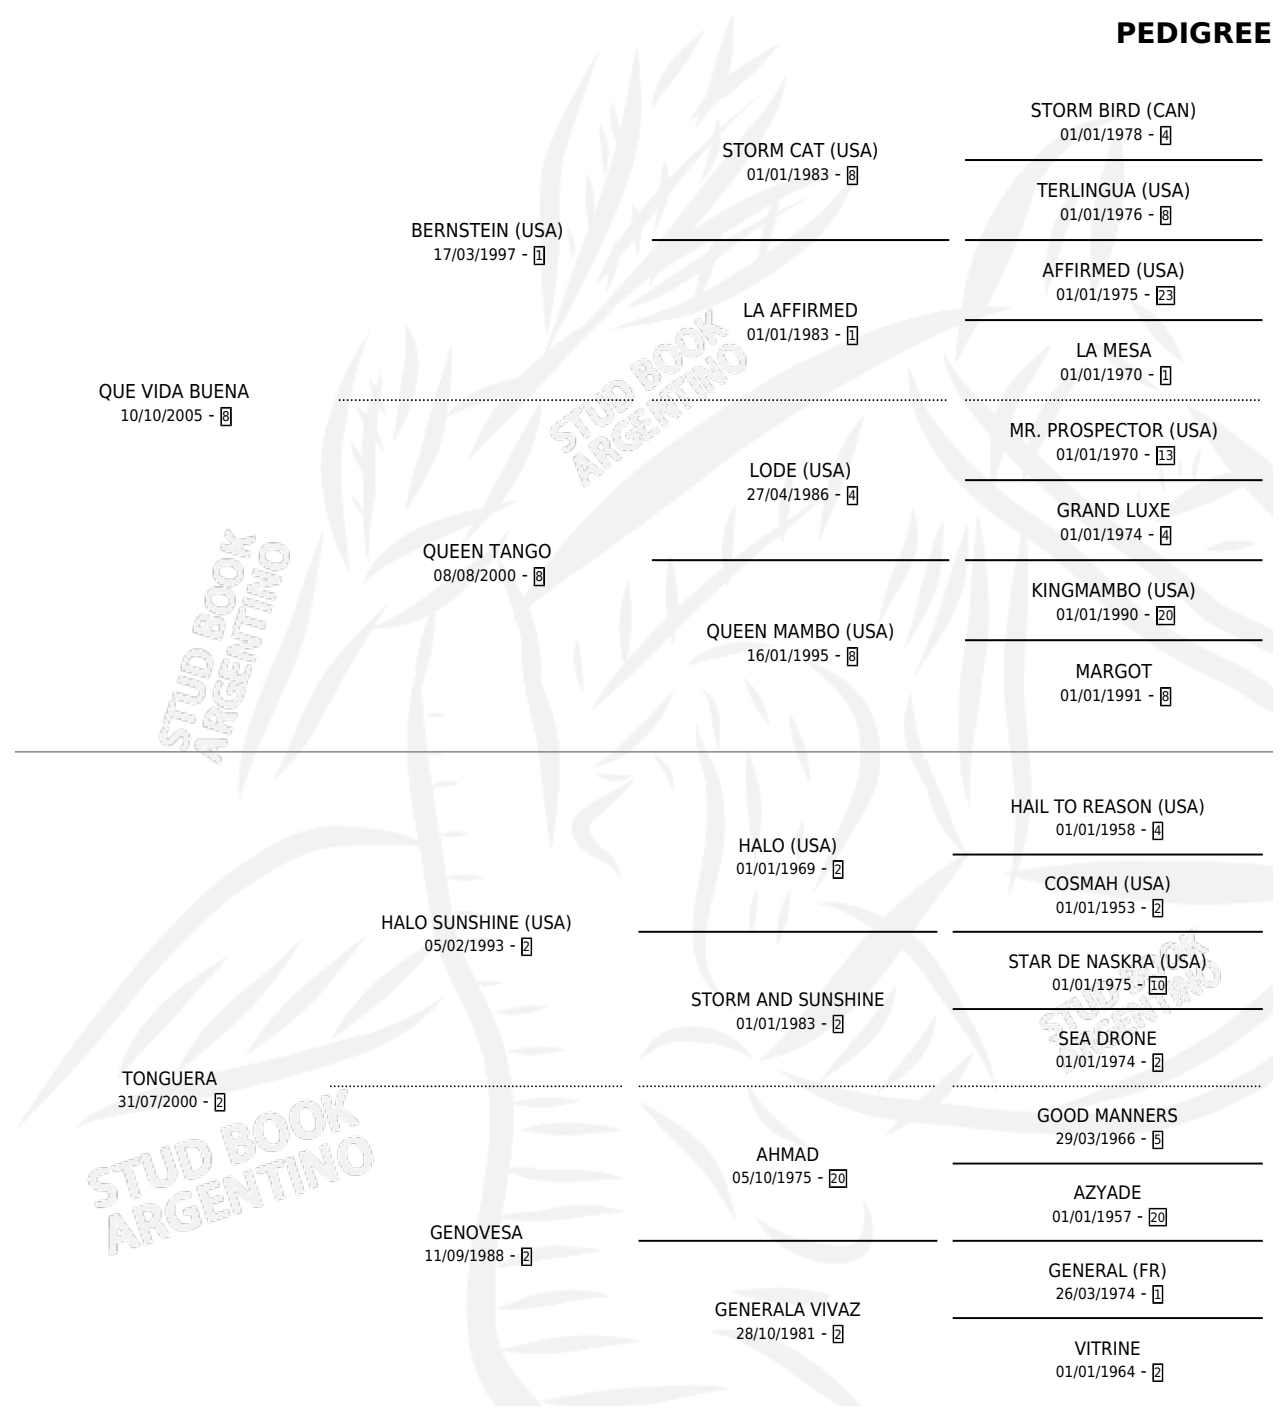 PEDIGREE
STORM BIRD (CAN)
01/01/1978 - 4
STORM CAT (USA)
01/01/1983 - 8
TERLINGUA (USA)
01/01/1976 - 8
BERNSTEIN (USA)
17/03/1997 - 1
AFFIRMED (USA)
01/01/1975 - 23
LA AFFIRMED
01/01/1983 - 1
LA MESA
01/01/1970 - 1
QUE VIDA BUENA
10/10/2005 - 8
MR. PROSPECTOR (USA)
01/01/1970 - 13
LODE (USA)
27/04/1986 - 4
GRAND LUXE
01/01/1974 - 4
QUEEN TANGO
08/08/2000 - 8
KINGMAMBO (USA)
01/01/1990 - 20
QUEEN MAMBO (USA)
16/01/1995 - 8
MARGOT
01/01/1991 - 8
HAIL TO REASON (USA)
01/01/1958 - 4
HALO (USA)
01/01/1969 - 2
COSMAH (USA)
01/01/1953 - 2
HALO SUNSHINE (USA)
05/02/1993 - 2
STAR DE NASKRA (USA)
01/01/1975 - 10
STORM AND SUNSHINE
01/01/1983 - 2
SEA DRONE
01/01/1974 - 2
TONGUERA
31/07/2000 - 2
GOOD MANNERS
29/03/1966 - 5
AHMAD
05/10/1975 - 20
AZYADE
01/01/1957 - 20
GENOVESA
11/09/1988 - 2
GENERAL (FR)
26/03/1974 - 1
GENERALA VIVAZ
28/10/1981 - 2
VITRINE
01/01/1964 - 2
STUD BOOK
ARGENTINO
STUD BOOK
ARGENTINO
STUD BOOK
ARGENTINO
STUD BOOK
ARGENTINO